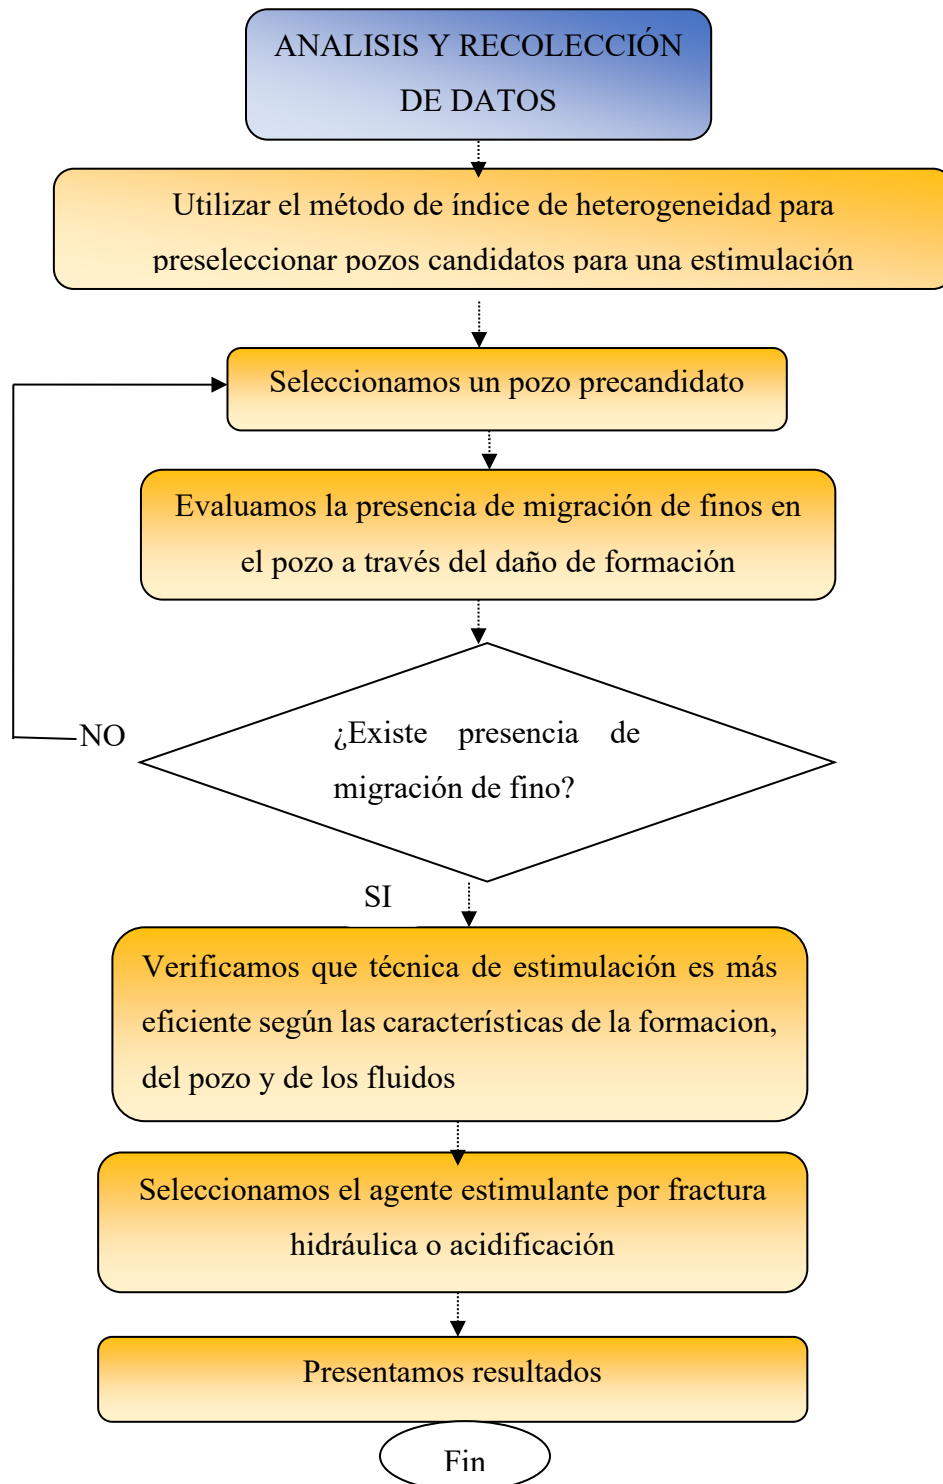 ANALISIS Y RECOLECCIÓN
DE DATOS
Utilizar el método de índice de heterogeneidad para
preseleccionar pozos candidatos para una estimulación
Seleccionamos un pozo precandidato
Evaluamos la presencia de migración de finos en
el pozo a través del daño de formación
¿Existe presencia de
migración de fino?
NO
SI
Verificamos que técnica de estimulación es más
eficiente según las características de la formacion,
del pozo y de los fluidos
Seleccionamos el agente estimulante por fractura
hidráulica o acidificación
Presentamos resultados
Fin